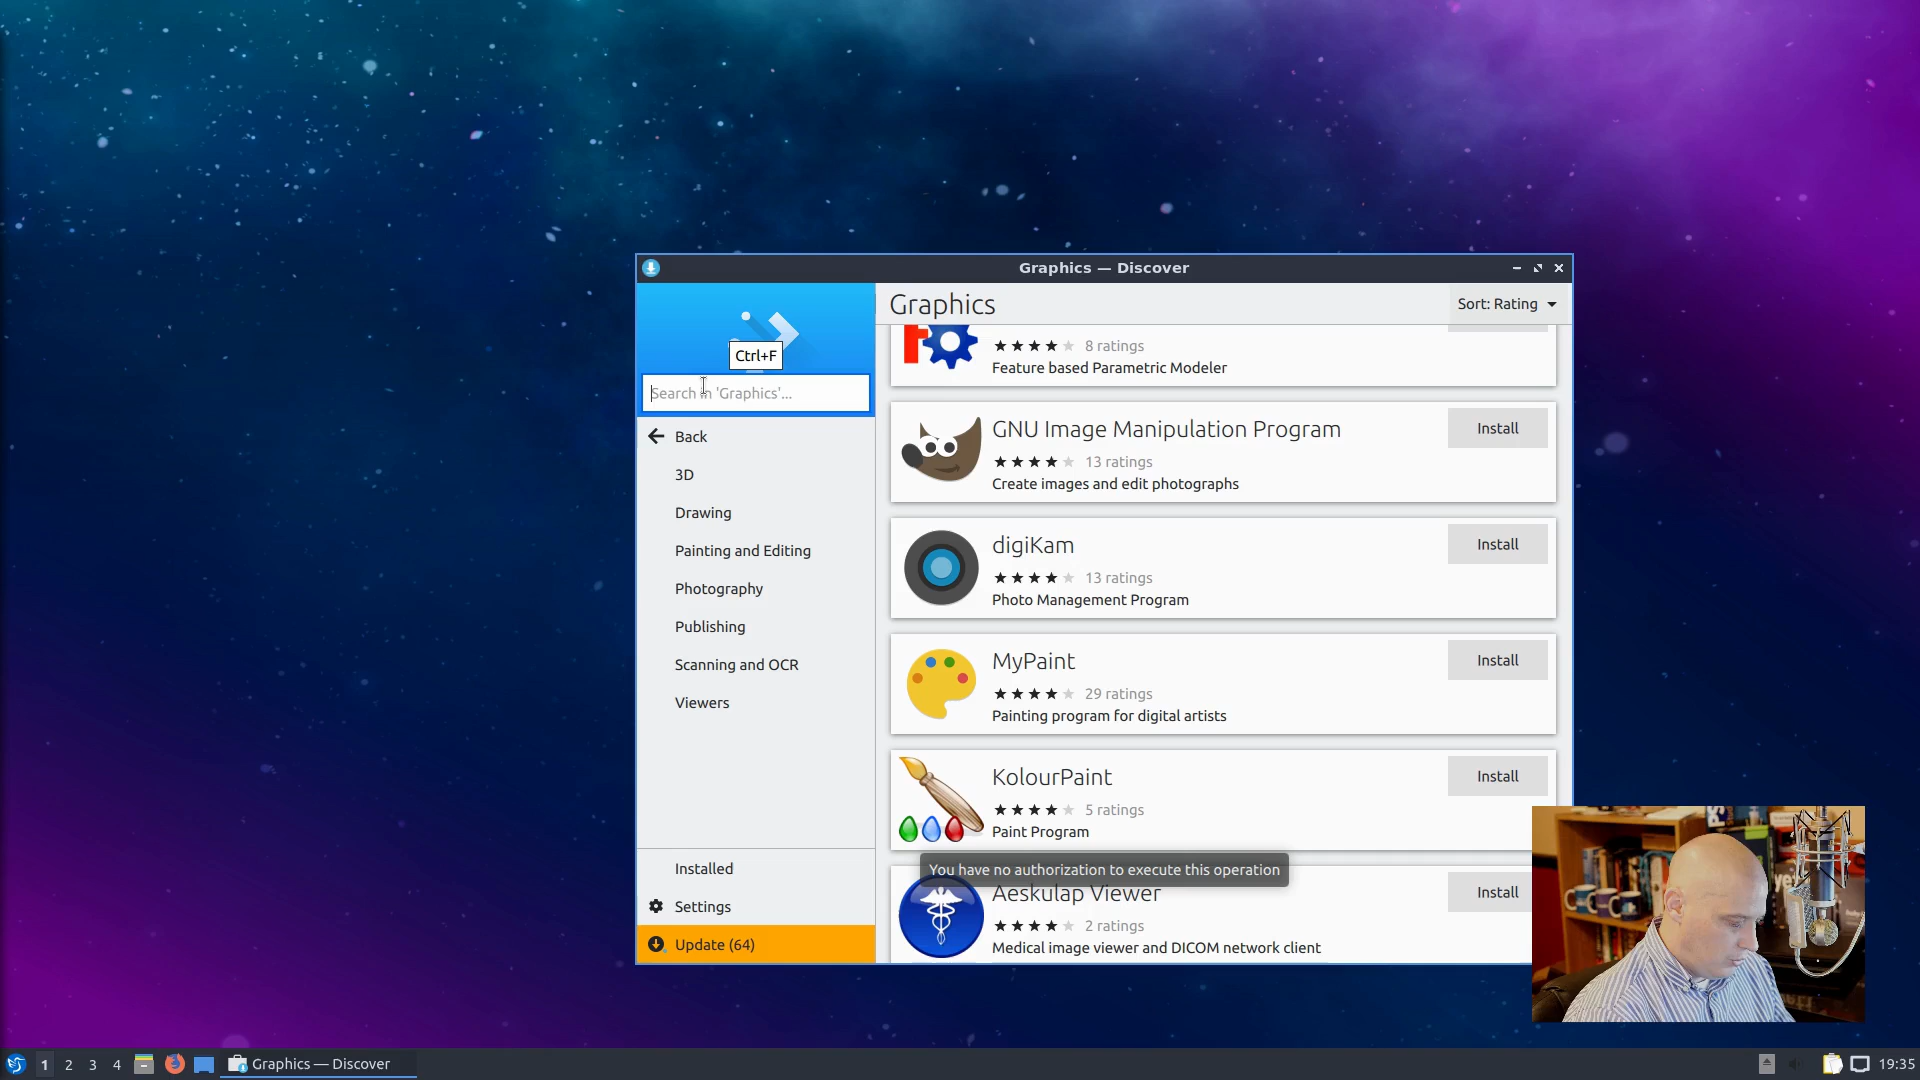 Graphics — Discover
Ctrl+F
Search in 'Graphics'...
Back
3D
Drawing
Painting and Editing
Photography
Publishing
Scanning and OCR
Viewers
Installed
Settings
Update (64)
Graphics
Sort: Rating
8 ratings
Feature based Parametric Modeler
GNU Image Manipulation Program
Install
13 ratings
Create images and edit photographs
digiKam
Install
13 ratings
Photo Management Program
MyPaint
Install
29 ratings
Painting program for digital artists
KolourPaint
Install
5 ratings
Paint Program
You have no authorization to execute this operation
Aeskulap Viewer
Install
2 ratings
Medical image viewer and DICOM network client
1 2 3 4 Graphics — Discover 19:35